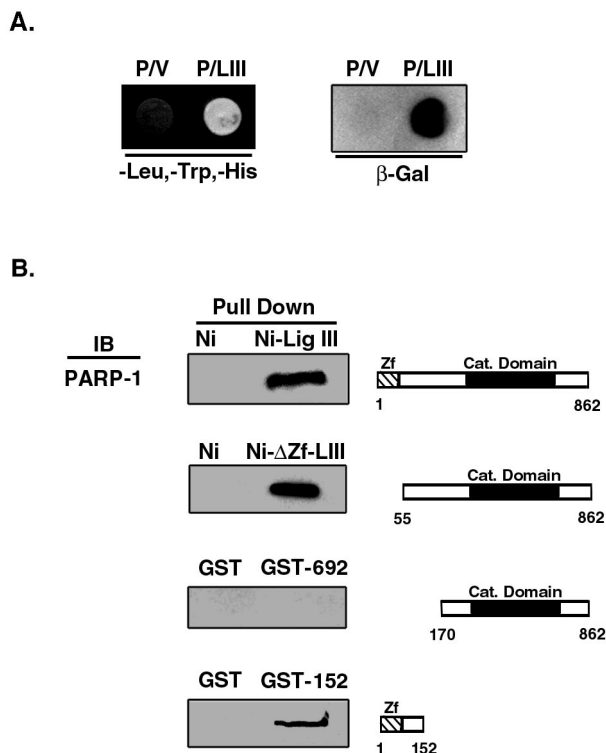 A.
P/V P/LIII
-Leu,-Trp,-His
P/V P/LIII
β-Gal
B.
Pull Down
IB
Ni Ni-Lig III
PARP-1
Zf Cat. Domain
1 862
Ni Ni-ΔZf-LIII
Cat. Domain
55 862
GST GST-692
Cat. Domain
170 862
GST GST-152
Zf
1 152